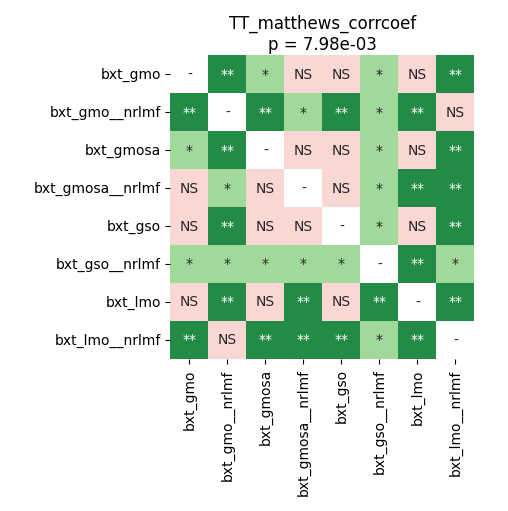 TT_matthews_corrcoef
p = 7.98e-03
bxt_gmo - ** * NS NS * NS **
bxt_gmo__nrlmf ** - ** * ** * ** NS
bxt_gmosa * ** - NS NS * NS **
bxt_gmosa__nrlmf NS * NS - NS * ** **
bxt_gso NS ** NS NS - * NS **
bxt_gso__nrlmf * * * * * - ** *
bxt_lmo NS ** NS ** NS ** - **
bxt_lmo__nrlmf ** NS ** ** ** * ** -
bxt_gmo
bxt_gmo__nrlmf
bxt_gmosa
bxt_gmosa__nrlmf
bxt_gso
bxt_gso__nrlmf
bxt_lmo
bxt_lmo__nrlmf